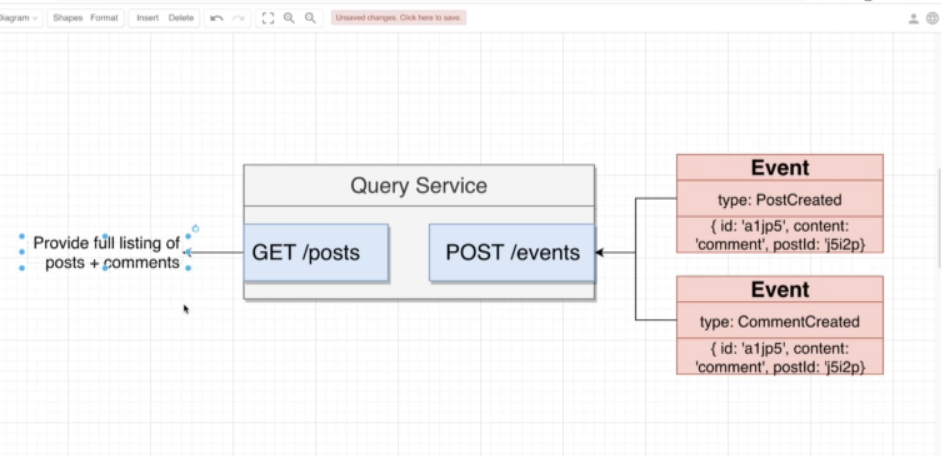 Diagram
Shapes Format
Insert Delete
Unsaved changes. Click here to save.
Query Service
GET /posts
POST /events
Provide full listing of
posts + comments
Event
type: PostCreated
{ id: 'a1jp5', content:
'comment', postId: 'j5i2p}
Event
type: CommentCreated
{ id: 'a1jp5', content:
'comment', postId: 'j5i2p}